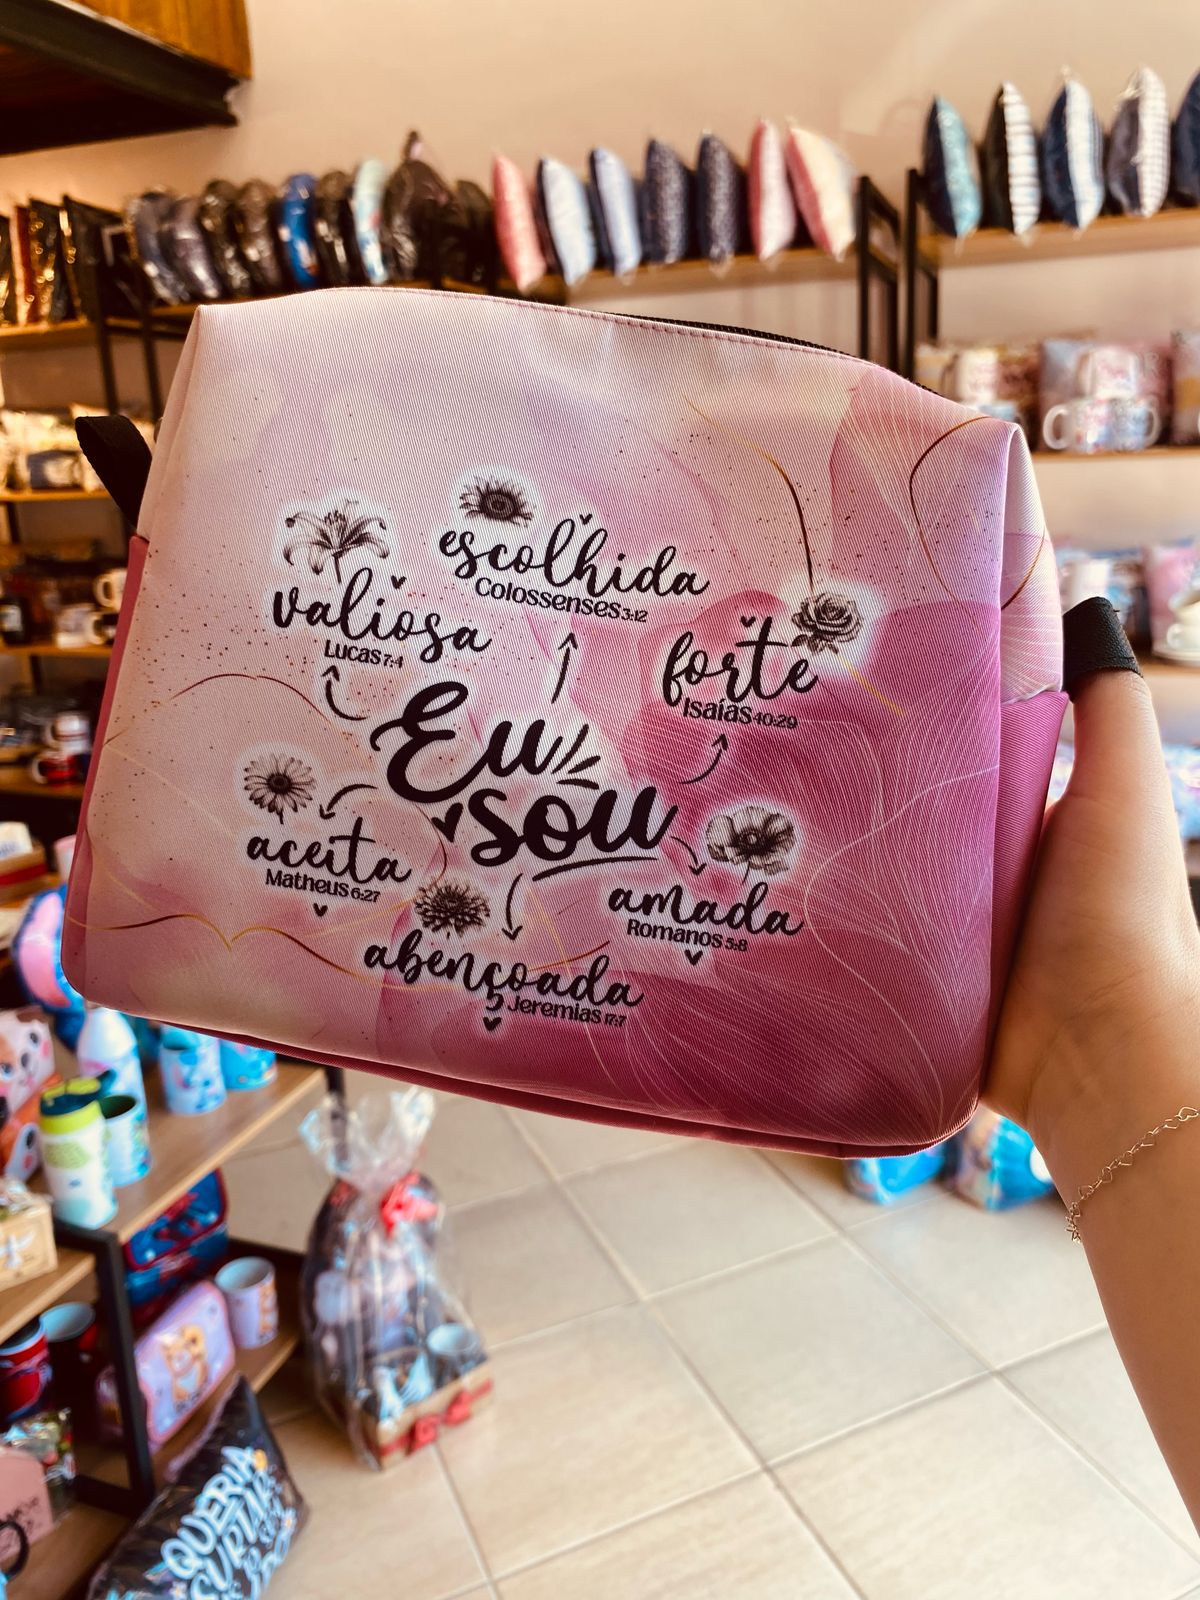 escolhida
Colossenses 3:12
valiosa
Lucas 7:4
forte
Isaías 40:29
Eu
sou
aceita
Matheus 6:27
amada
Romanos 5:8
abençoada
Jeremias 17:7
QUERIA